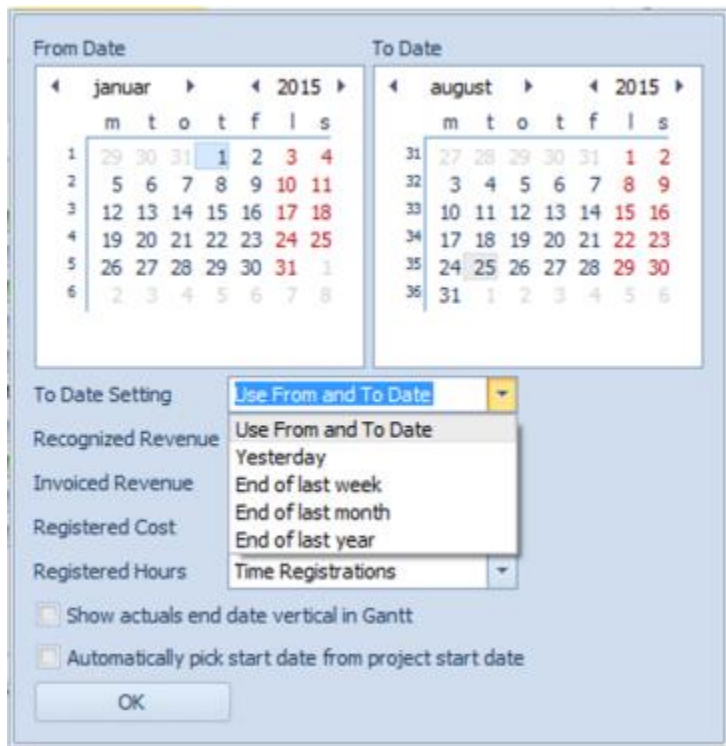 From Date
januar 2015
m t o t f l s
1 29 30 31 1 2 3 4
2 5 6 7 8 9 10 11
3 12 13 14 15 16 17 18
4 19 20 21 22 23 24 25
5 26 27 28 29 30 31 1
6 2 3 4 5 6 7 8
To Date
august 2015
m t o t f l s
31 27 28 29 30 31 1 2
32 3 4 5 6 7 8 9
33 10 11 12 13 14 15 16
34 17 18 19 20 21 22 23
35 24 25 26 27 28 29 30
36 31 1 2 3 4 5 6
To Date Setting Use From and To Date
Use From and To Date
Yesterday
End of last week
End of last month
End of last year
Recognized Revenue
Invoiced Revenue
Registered Cost
Registered Hours Time Registrations
Show actuals end date vertical in Gantt
Automatically pick start date from project start date
OK